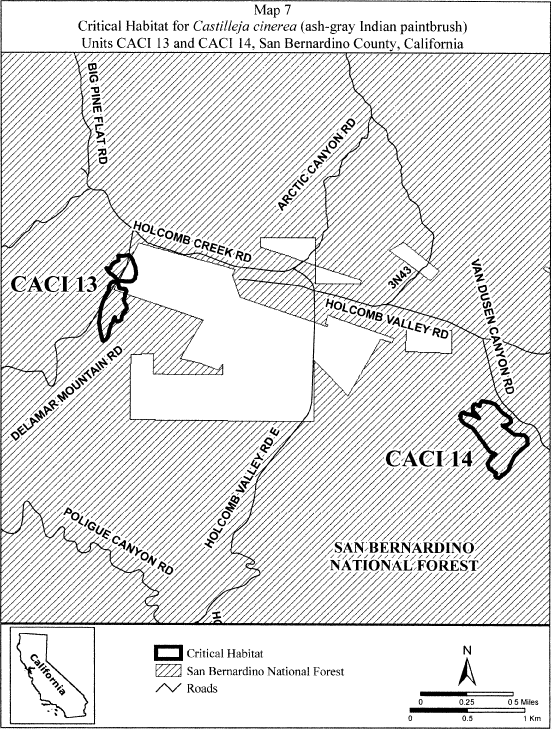 Map 7
Critical Habitat for Castilleja cinerea (ash-gray Indian paintbrush)
Units CACI 13 and CACI 14, San Bernardino County, California
BIG PINE FLAT RD
ARCTIC CANYON RD
HOLCOMB CREEK RD
CACI 13
3N43
VAN DUSEN CANYON RD
HOLCOMB VALLEY RD
DELAMAR MOUNTAIN RD
CACI 14
HOLCOMB VALLEY RD E
POLIGUE CANYON RD
SAN BERNARDINO
NATIONAL FOREST
HO
California
Critical Habitat
San Bernardino National Forest
Roads
N
0 0.25 0 5 Miles
0 0.5 1 Km